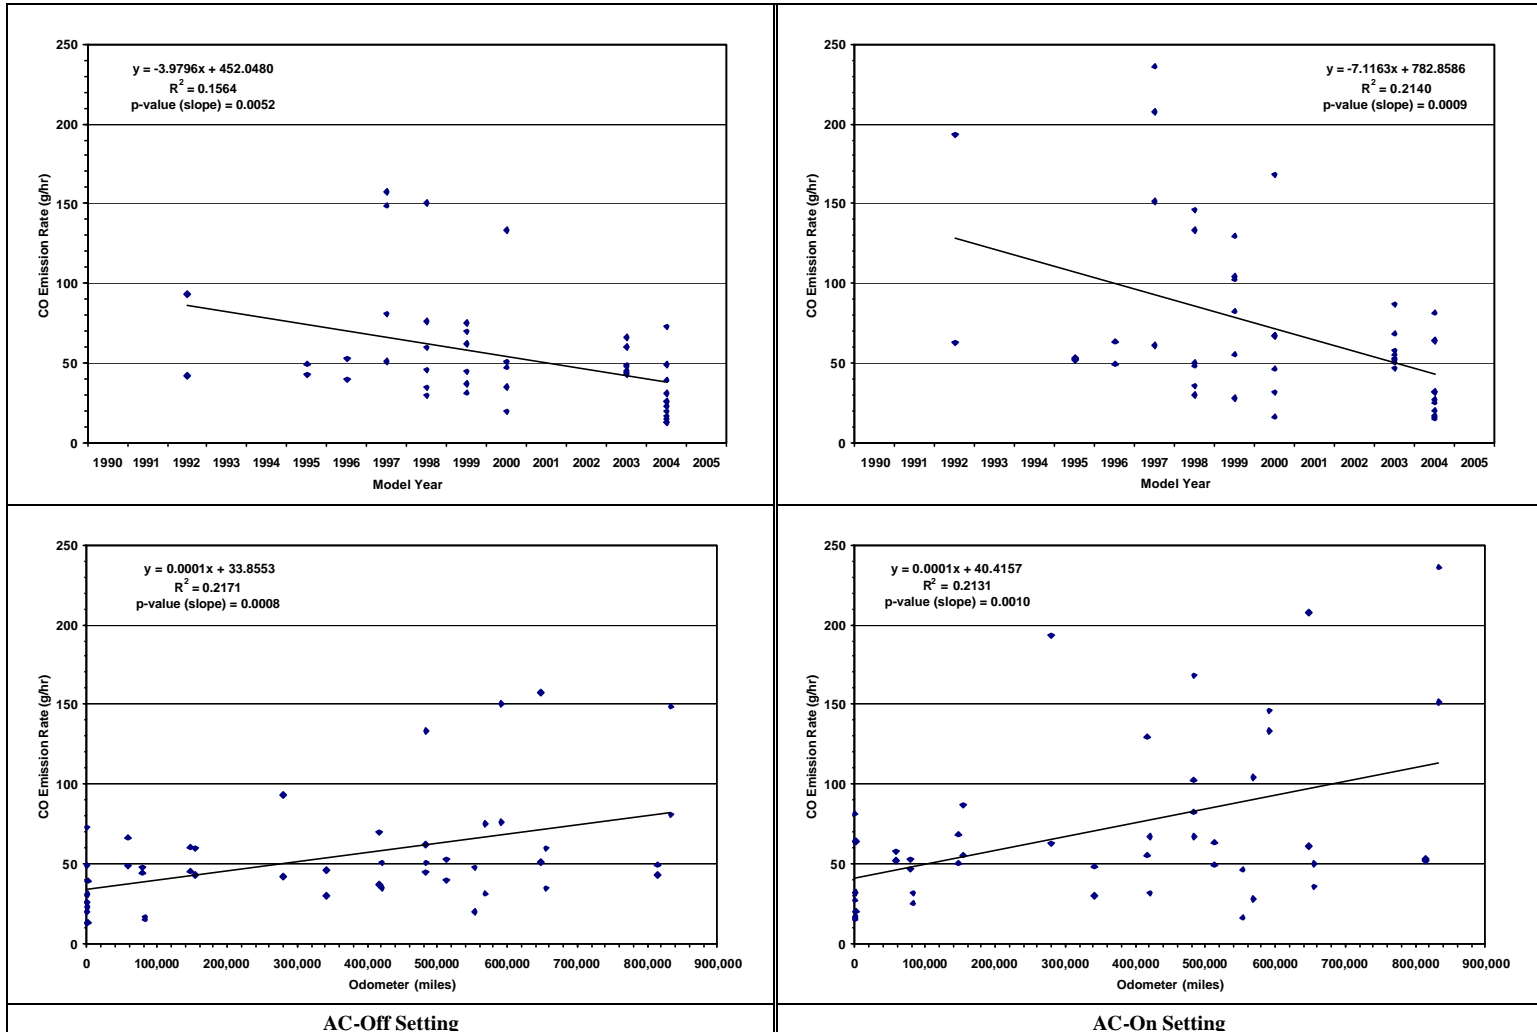 250
200
150
100
50
0
CO Emission Rate (g/hr)
y = -3.9796x + 452.0480
R² = 0.1564
p-value (slope) = 0.0052
1990 1991 1992 1993 1994 1995 1996 1997 1998 1999 2000 2001 2002 2003 2004 2005
Model Year
250
200
150
100
50
0
CO Emission Rate (g/hr)
y = -7.1163x + 782.8586
R² = 0.2140
p-value (slope) = 0.0009
1990 1991 1992 1993 1994 1995 1996 1997 1998 1999 2000 2001 2002 2003 2004 2005
Model Year
250
200
150
100
50
0
CO Emission Rate (g/hr)
y = 0.0001x + 33.8553
R² = 0.2171
p-value (slope) = 0.0008
0 100,000 200,000 300,000 400,000 500,000 600,000 700,000 800,000 900,000
Odometer (miles)
250
200
150
100
50
0
CO Emission Rate (g/hr)
y = 0.0001x + 40.4157
R² = 0.2131
p-value (slope) = 0.0010
0 100,000 200,000 300,000 400,000 500,000 600,000 700,000 800,000 900,000
Odometer (miles)
AC-Off Setting
AC-On Setting